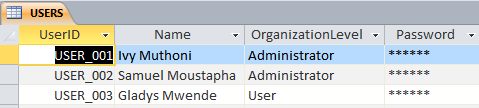 USERS
UserID Name OrganizationLevel Password
USER_001 Ivy Muthoni Administrator ******
USER_002 Samuel Moustapha Administrator ******
USER_003 Gladys Mwende User ******